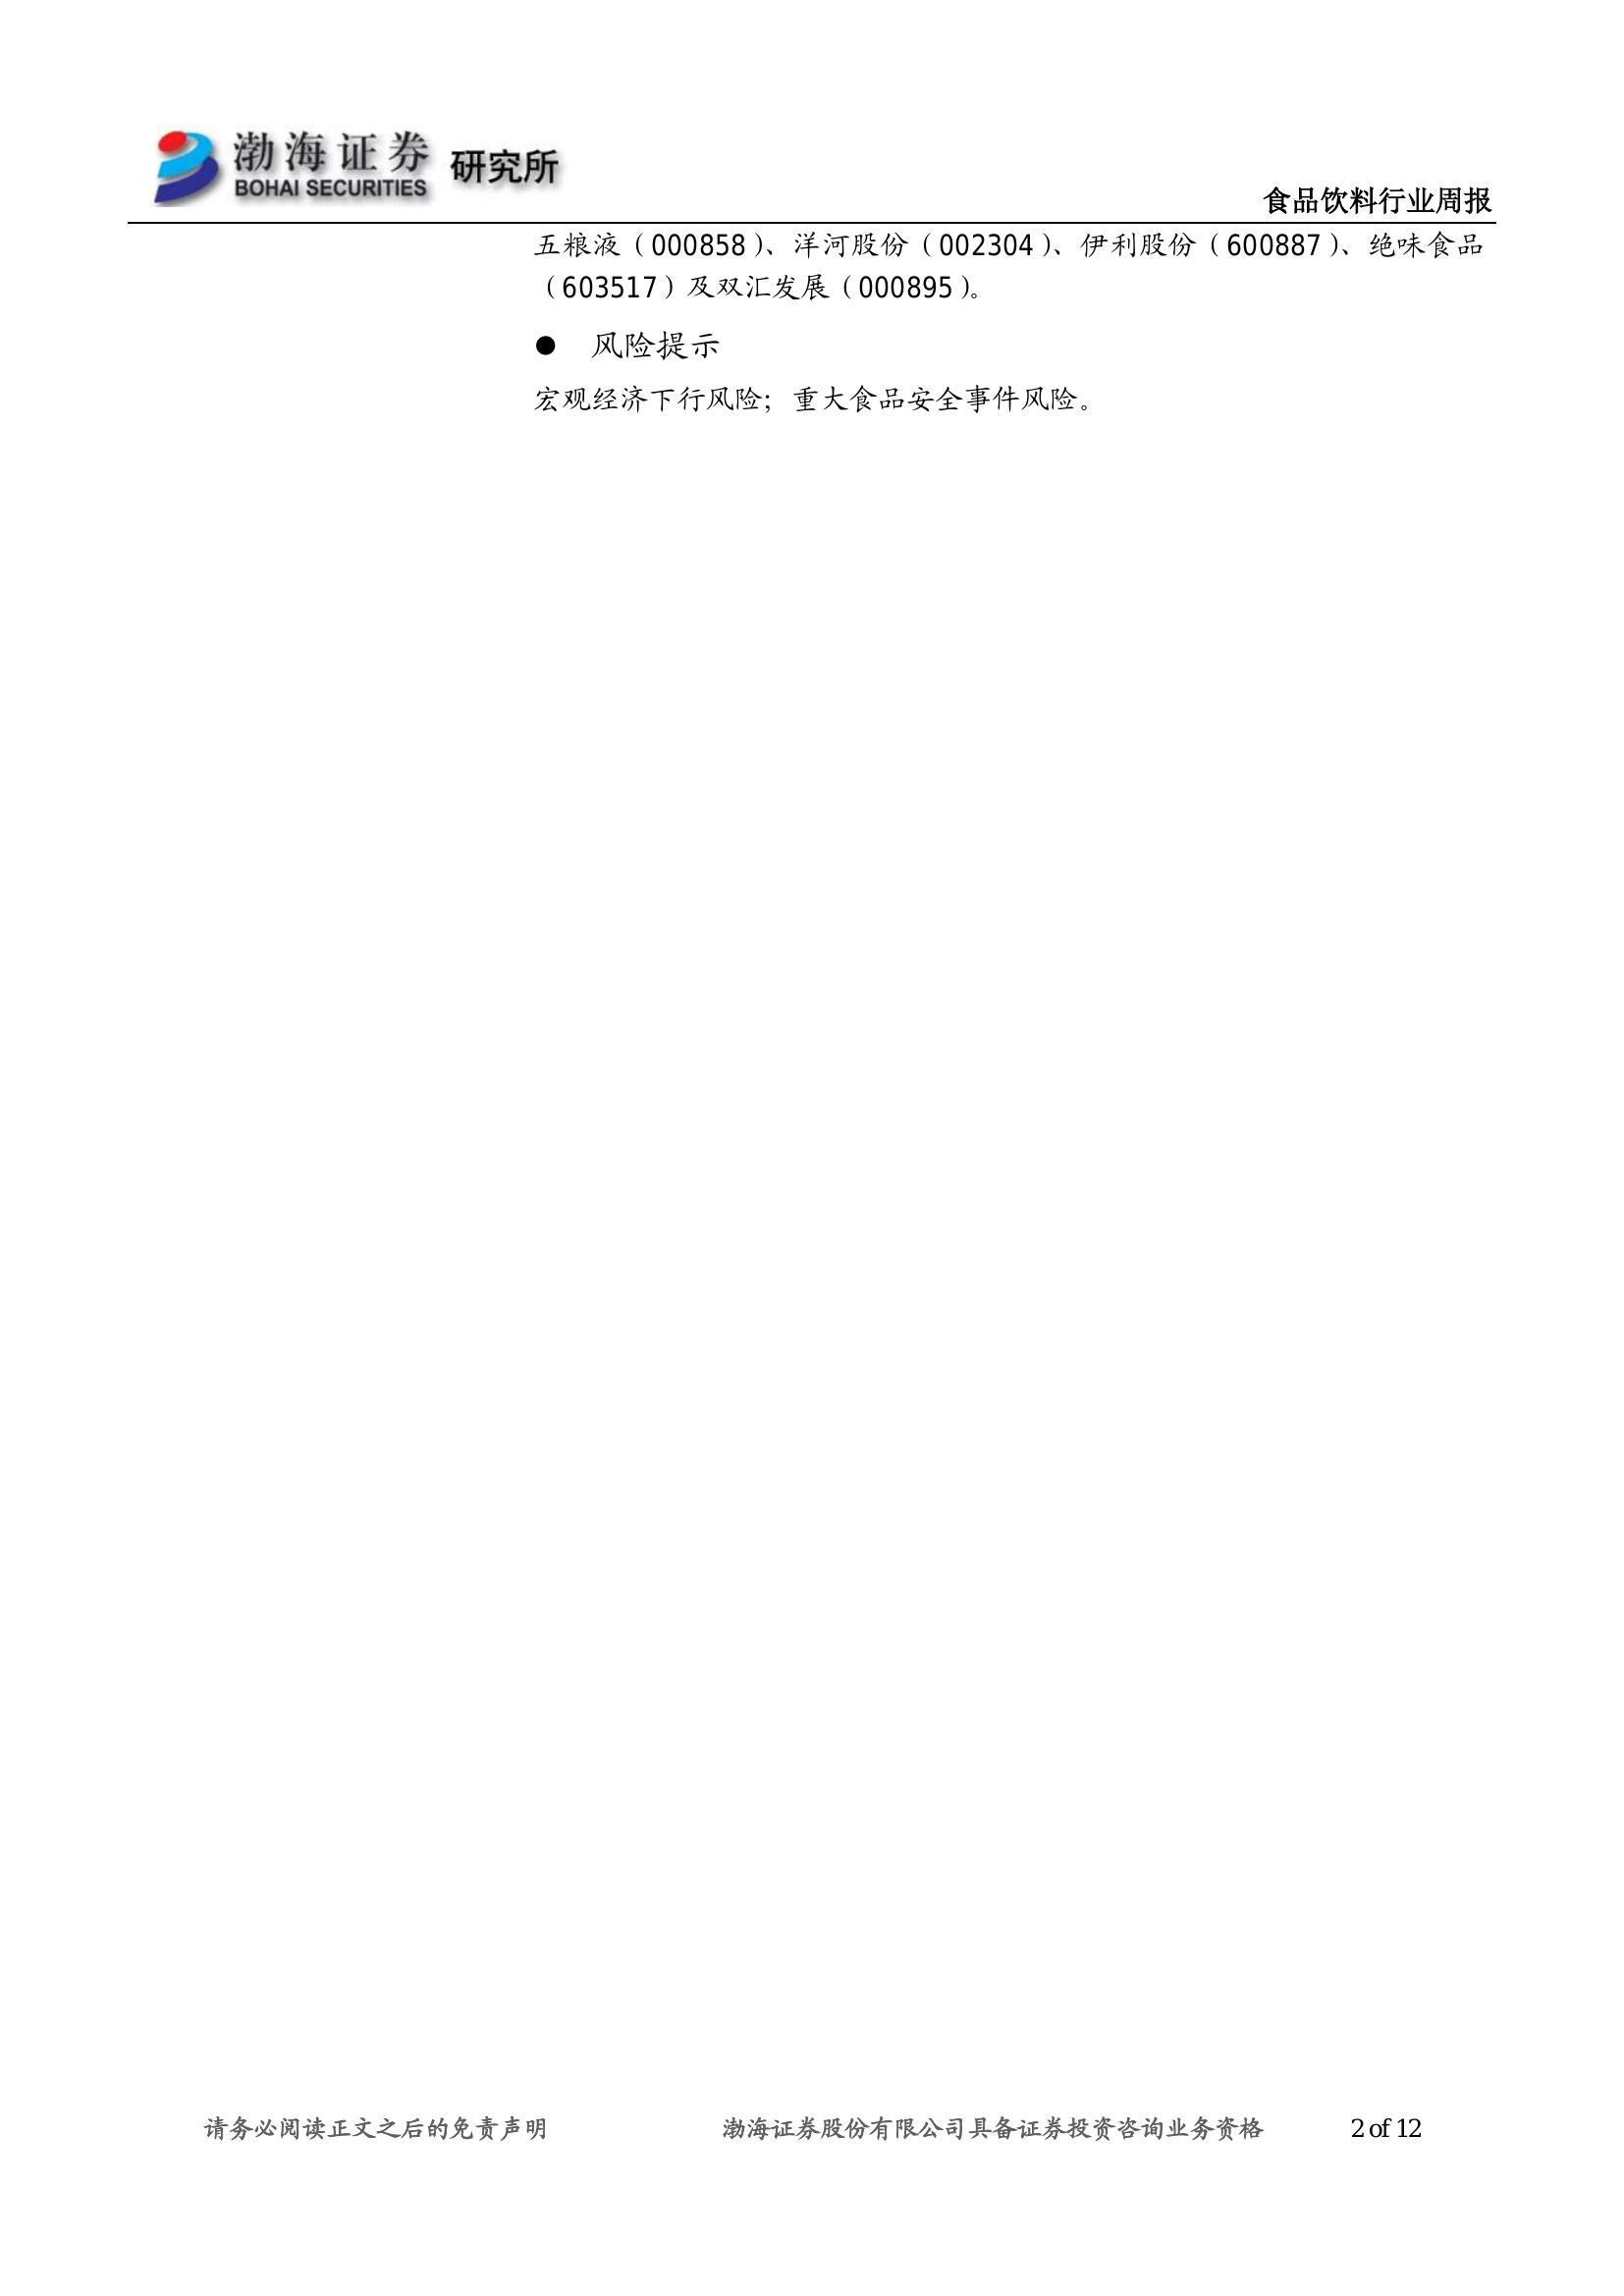 渤海证券 研究所
BOHAI SECURITIES
食品饮料行业周报
五粮液（000858）、洋河股份（002304）、伊利股份（600887）、绝味食品
（603517）及双汇发展（000895）。
● 风险提示
宏观经济下行风险；重大食品安全事件风险。
请务必阅读正文之后的免责声明 渤海证券股份有限公司具备证券投资咨询业务资格 2 of 12